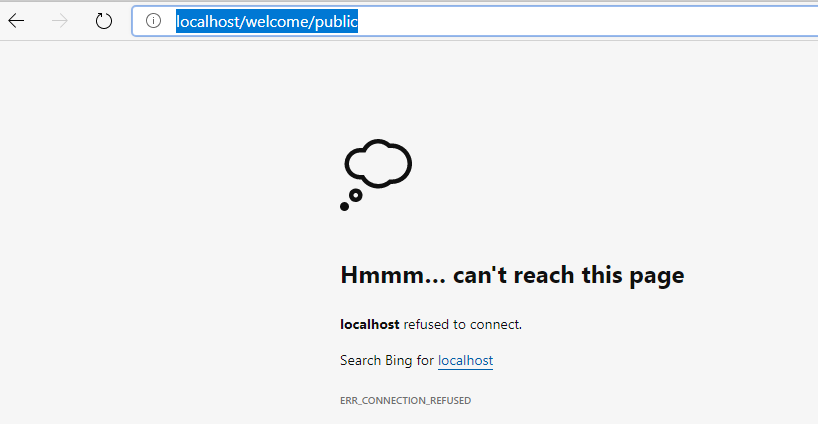 localhost/welcome/public
Hmmm... can't reach this page
localhost refused to connect.
Search Bing for localhost
ERR_CONNECTION_REFUSED